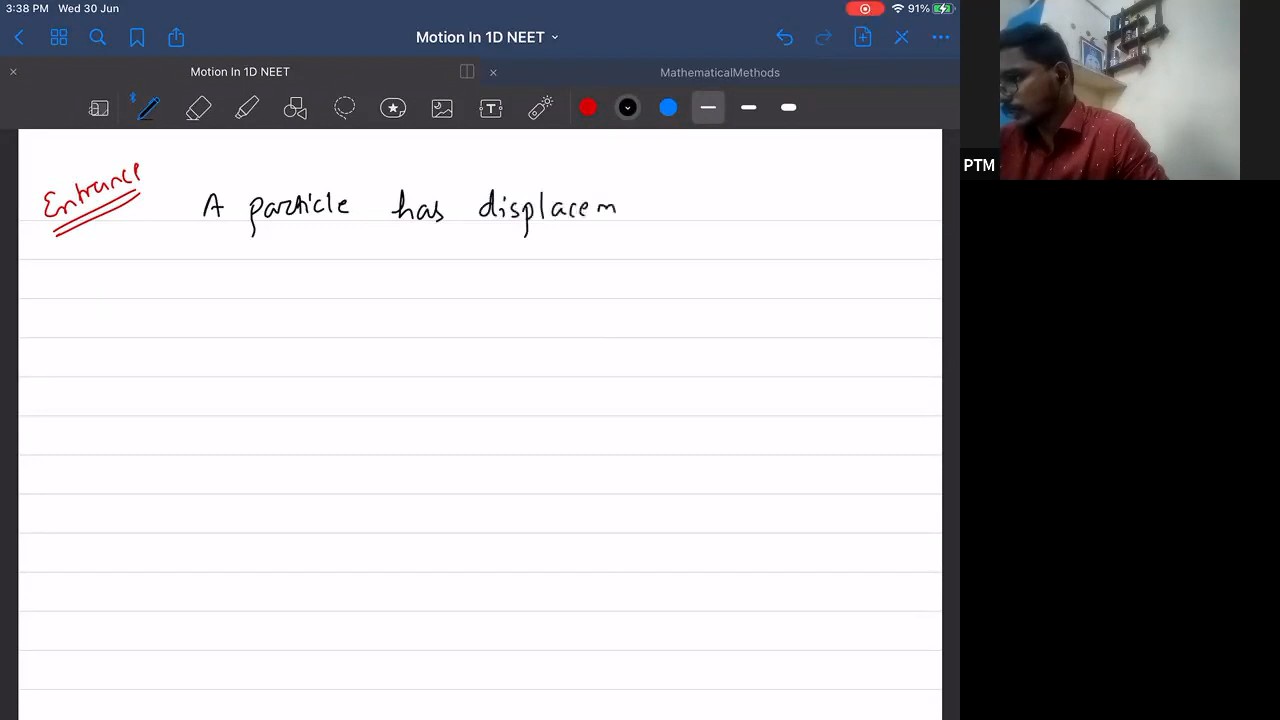 3:38 PM Wed 30 Jun
91%
Motion In 1D NEET
Motion In 1D NEET
MathematicalMethods
T
PTM
Entrance
A particle has displacem